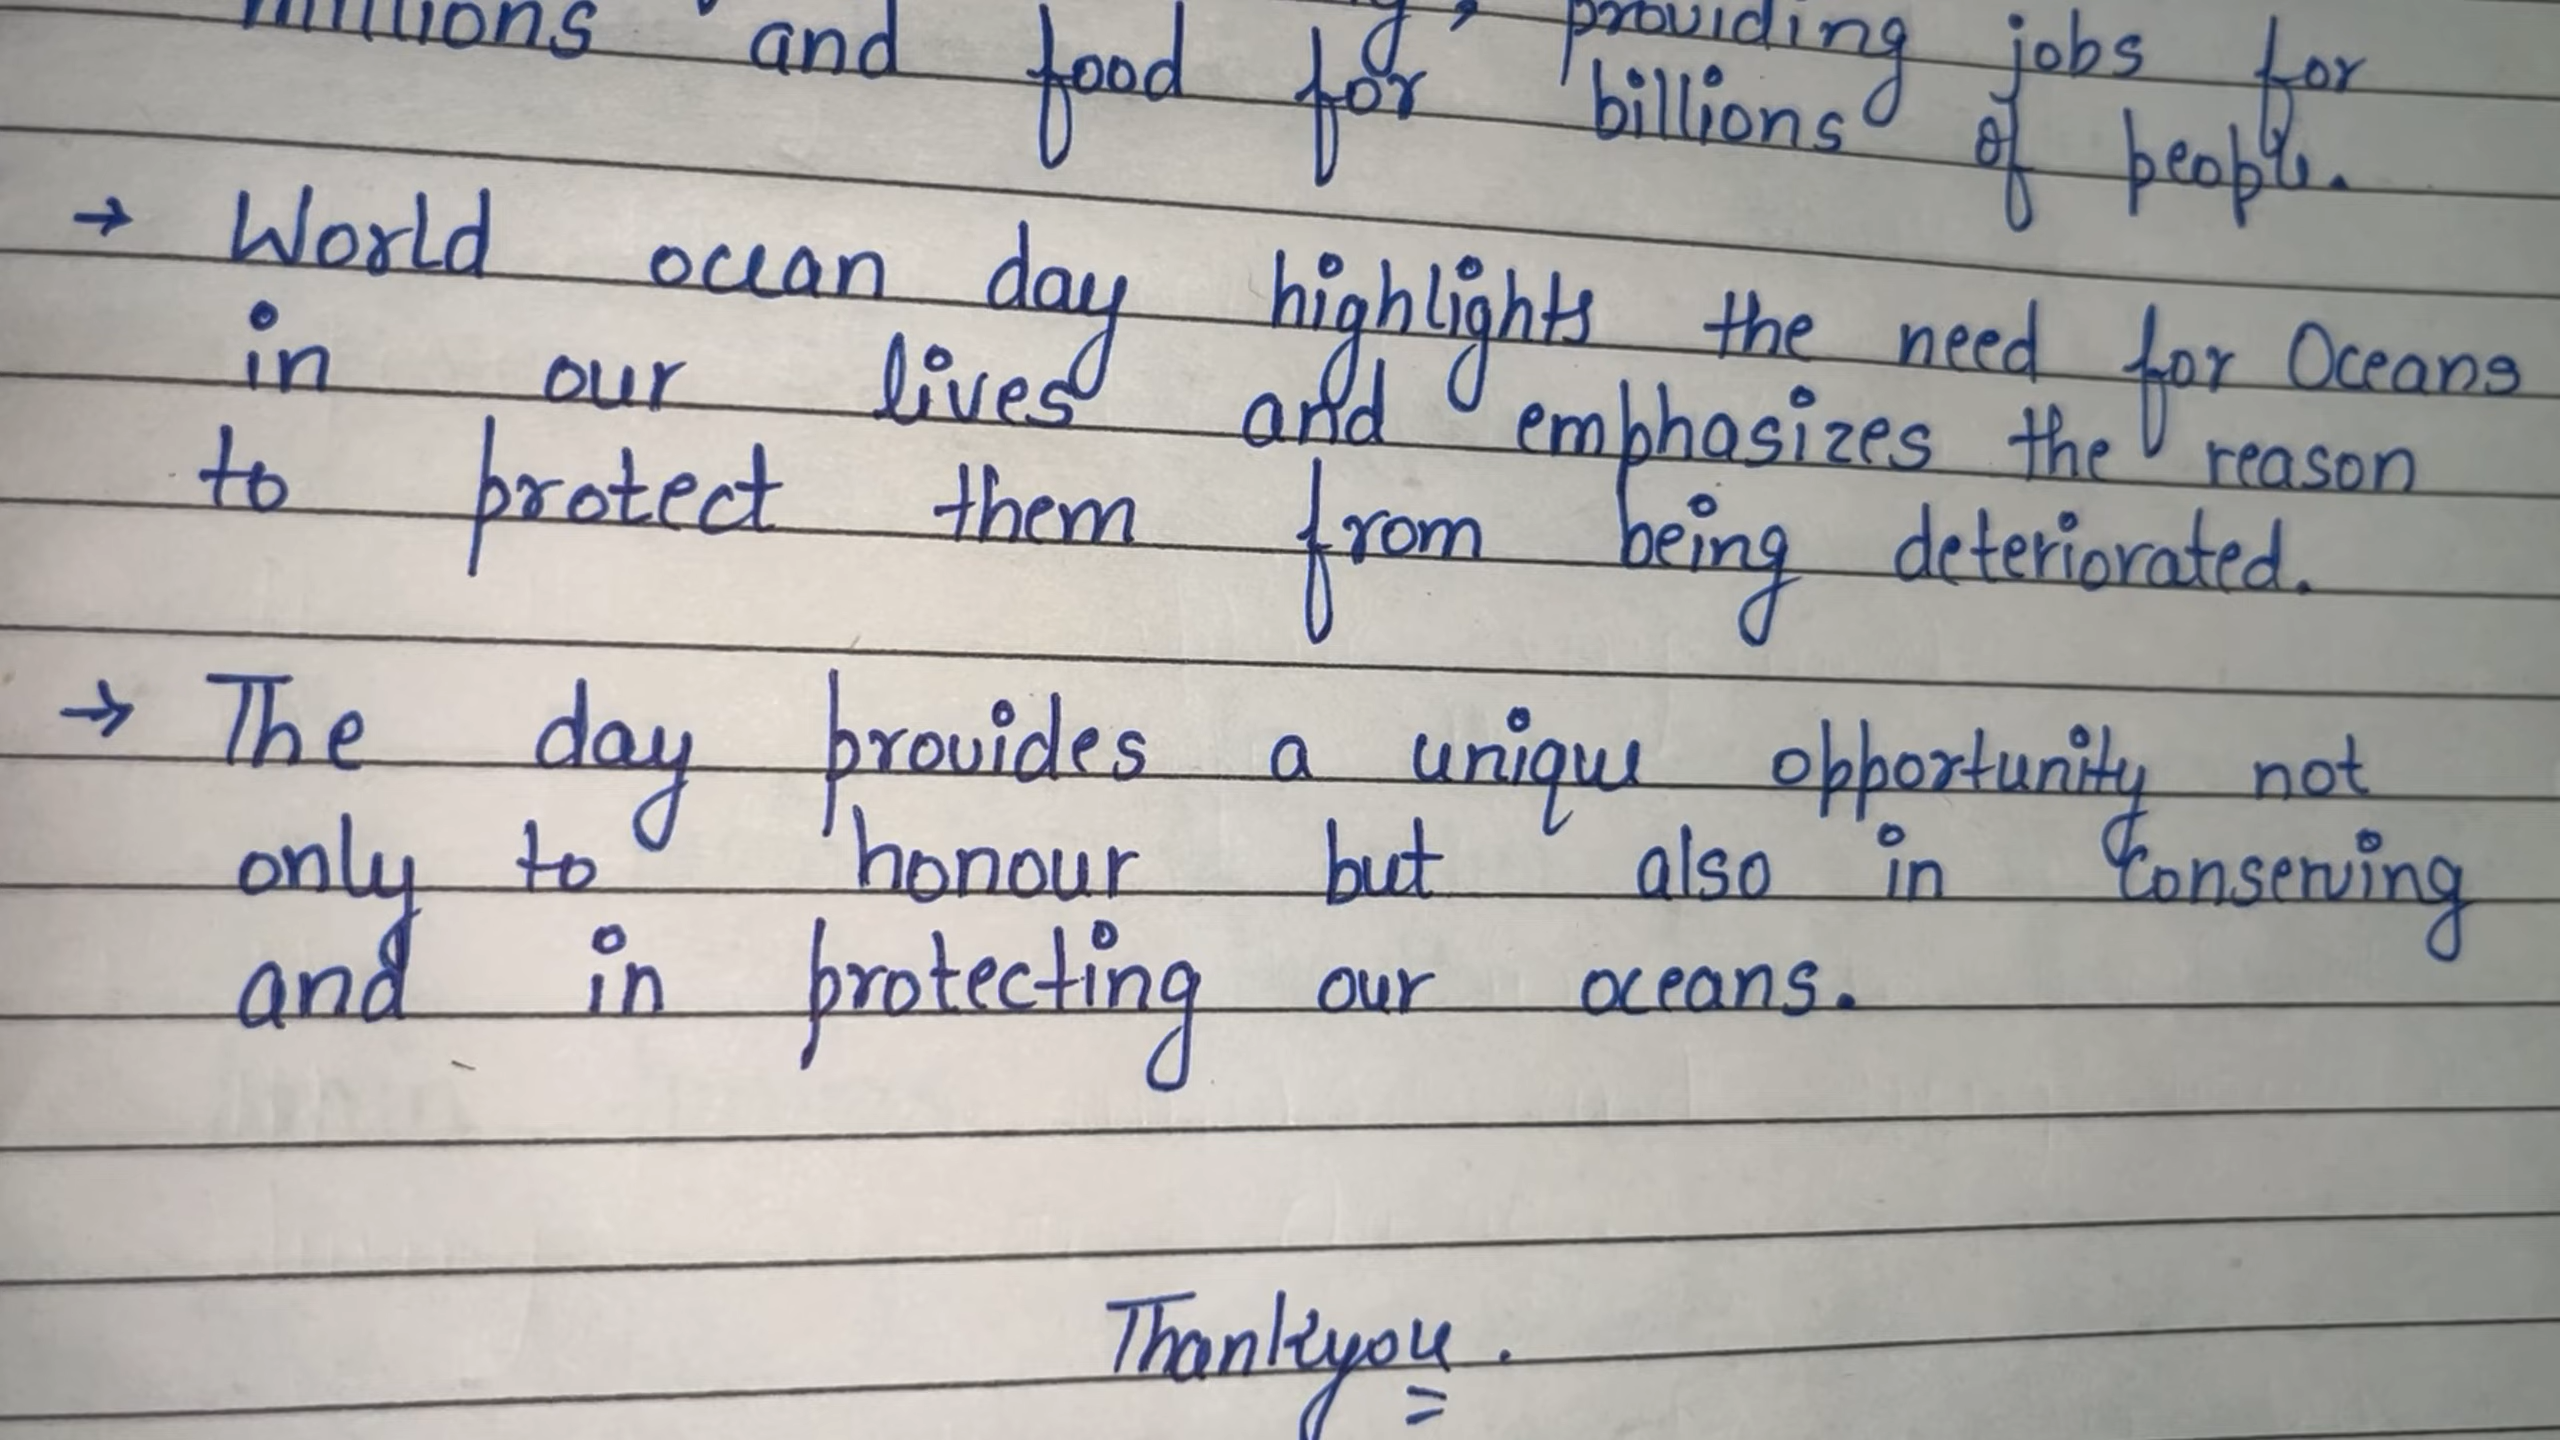 providing jobs for
millions and food for billions of people.
→ World ocean day highlights the need for Oceans
in our lives and emphasizes the reason
to protect them from being deteriorated.
→ The day provides a unique opportunity not
only to honour but also in Conserving
and in protecting our oceans.
Thankyou.